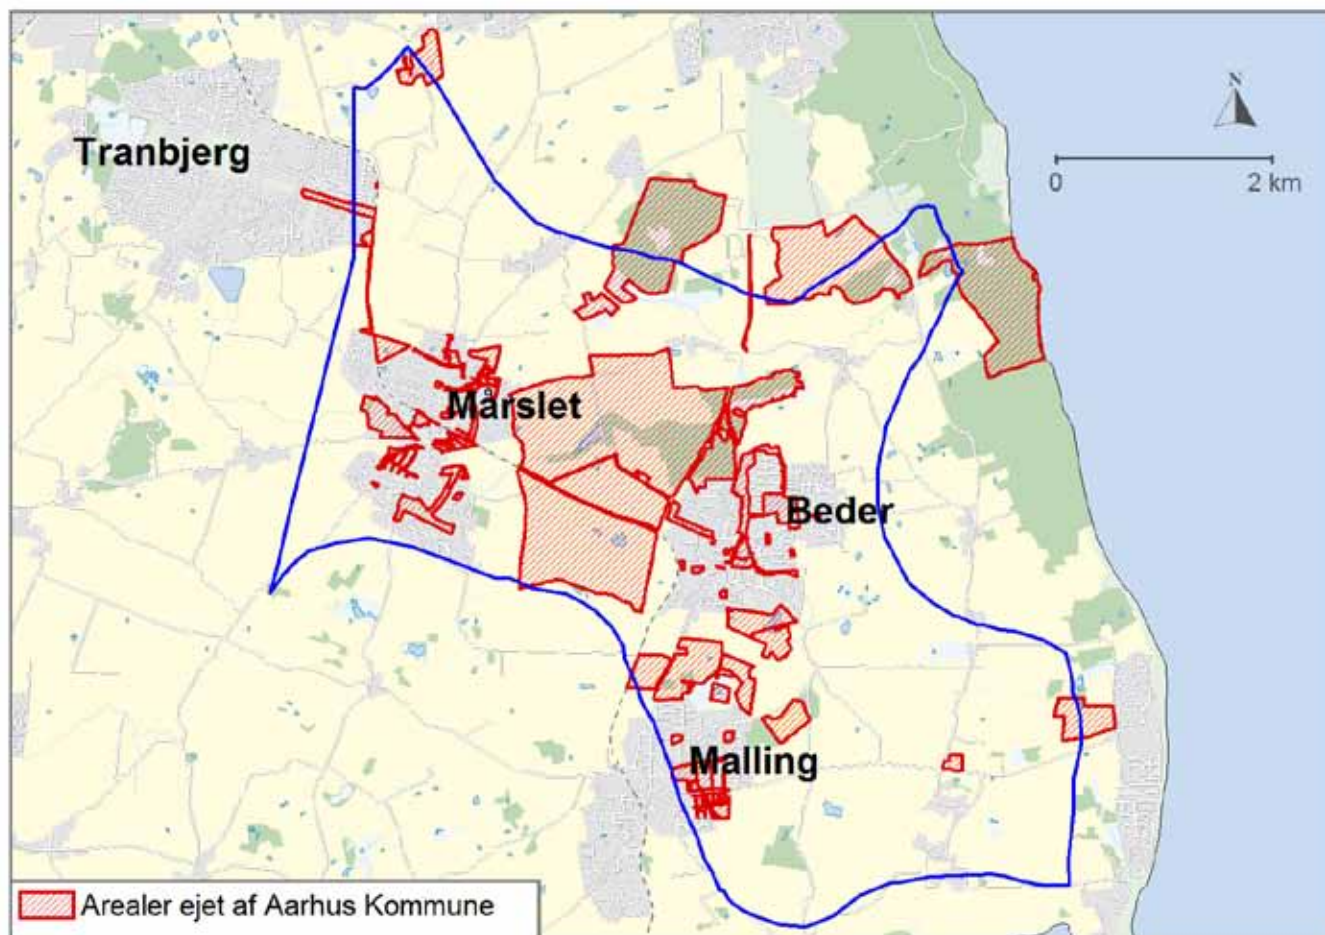 N
Tranbjerg
0 2 km
Mårslet
Beder
Malling
Arealer ejet af Aarhus Kommune